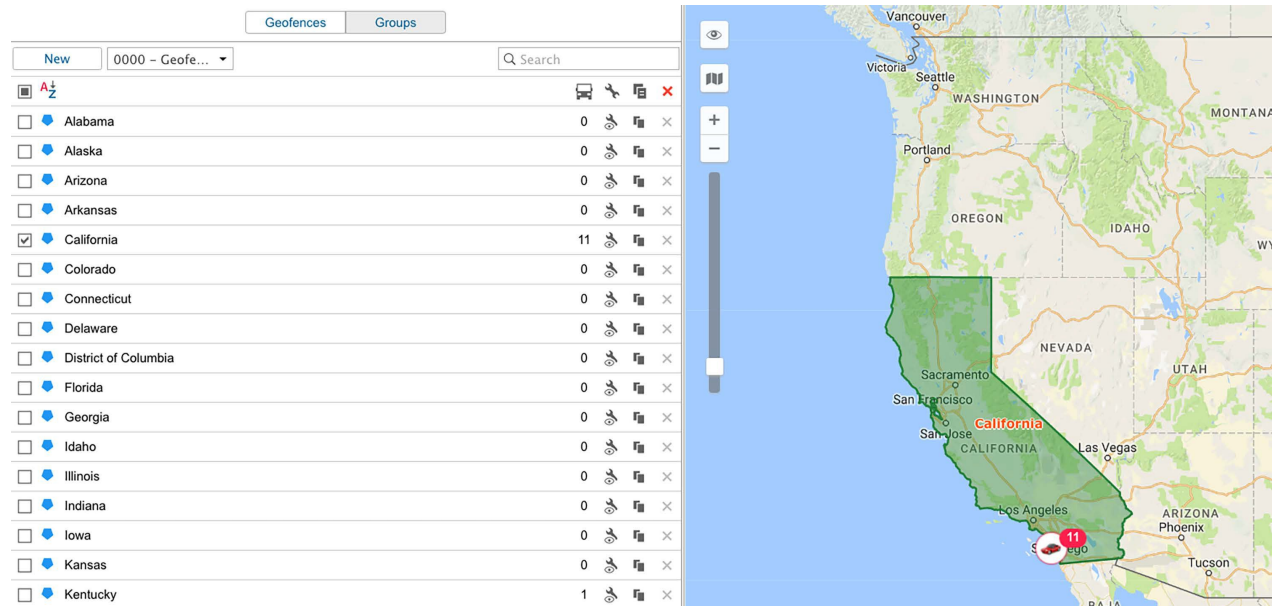 Geofences Groups
New 0000 – Geofe... Search
A Z
Alabama 0
Alaska 0
Arizona 0
Arkansas 0
California 11
Colorado 0
Connecticut 0
Delaware 0
District of Columbia 0
Florida 0
Georgia 0
Idaho 0
Illinois 0
Indiana 0
Iowa 0
Kansas 0
Kentucky 1
Vancouver
Victoria
Seattle
WASHINGTON
MONTANA
+
Portland
−
OREGON
IDAHO
WY
NEVADA
UTAH
Sacramento
San Francisco
California
San Jose
CALIFORNIA
Las Vegas
Los Angeles
ARIZONA
Phoenix
11
Tucson
BAJA